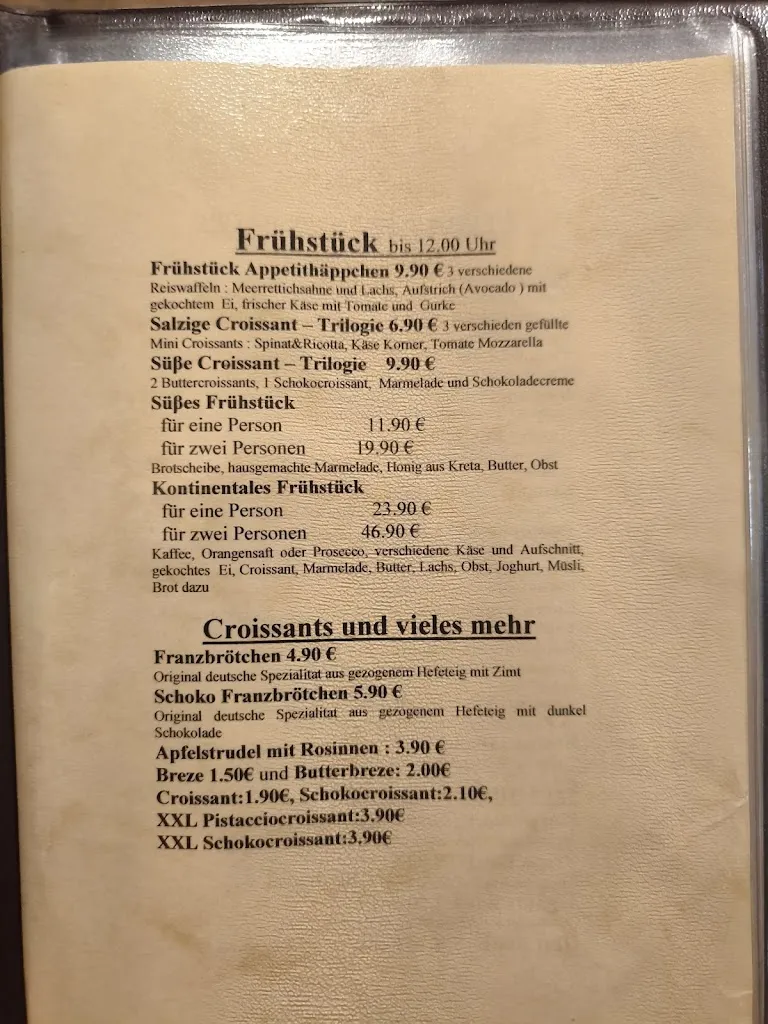 Frühstück bis 12.00 Uhr
Frühstück Appetithäppchen 9.90 € 3 verschiedene
Reiswaffeln : Meerrettichsahne und Lachs, Aufstrich (Avocado ) mit
gekochtem Ei, frischer Käse mit Tomate und Gurke
Salzige Croissant – Trilogie 6.90 € 3 verschieden gefüllte
Mini Croissants : Spinat&Ricotta, Käse Korner, Tomate Mozzarella
Süße Croissant – Trilogie 9.90 €
2 Buttercroissants, 1 Schokocroissant, Marmelade und Schokoladecreme
Süßes Frühstück
für eine Person 11.90 €
für zwei Personen 19.90 €
Brotscheibe, hausgemachte Marmelade, Honig aus Kreta, Butter, Obst
Kontinentales Frühstück
für eine Person 23.90 €
für zwei Personen 46.90 €
Kaffee, Orangensaft oder Prosecco, verschiedene Käse und Aufschnitt,
gekochtes Ei, Croissant, Marmelade, Butter, Lachs, Obst, Joghurt, Müsli,
Brot dazu
Croissants und vieles mehr
Franzbrötchen 4.90 €
Original deutsche Spezialitat aus gezogenem Hefeteig mit Zimt
Schoko Franzbrötchen 5.90 €
Original deutsche Spezialitat aus gezogenem Hefeteig mit dunkel
Schokolade
Apfelstrudel mit Rosinnen : 3.90 €
Breze 1.50€ und Butterbreze: 2.00€
Croissant:1.90€, Schokocroissant:2.10€,
XXL Pistacciocroissant:3.90€
XXL Schokocroissant:3.90€